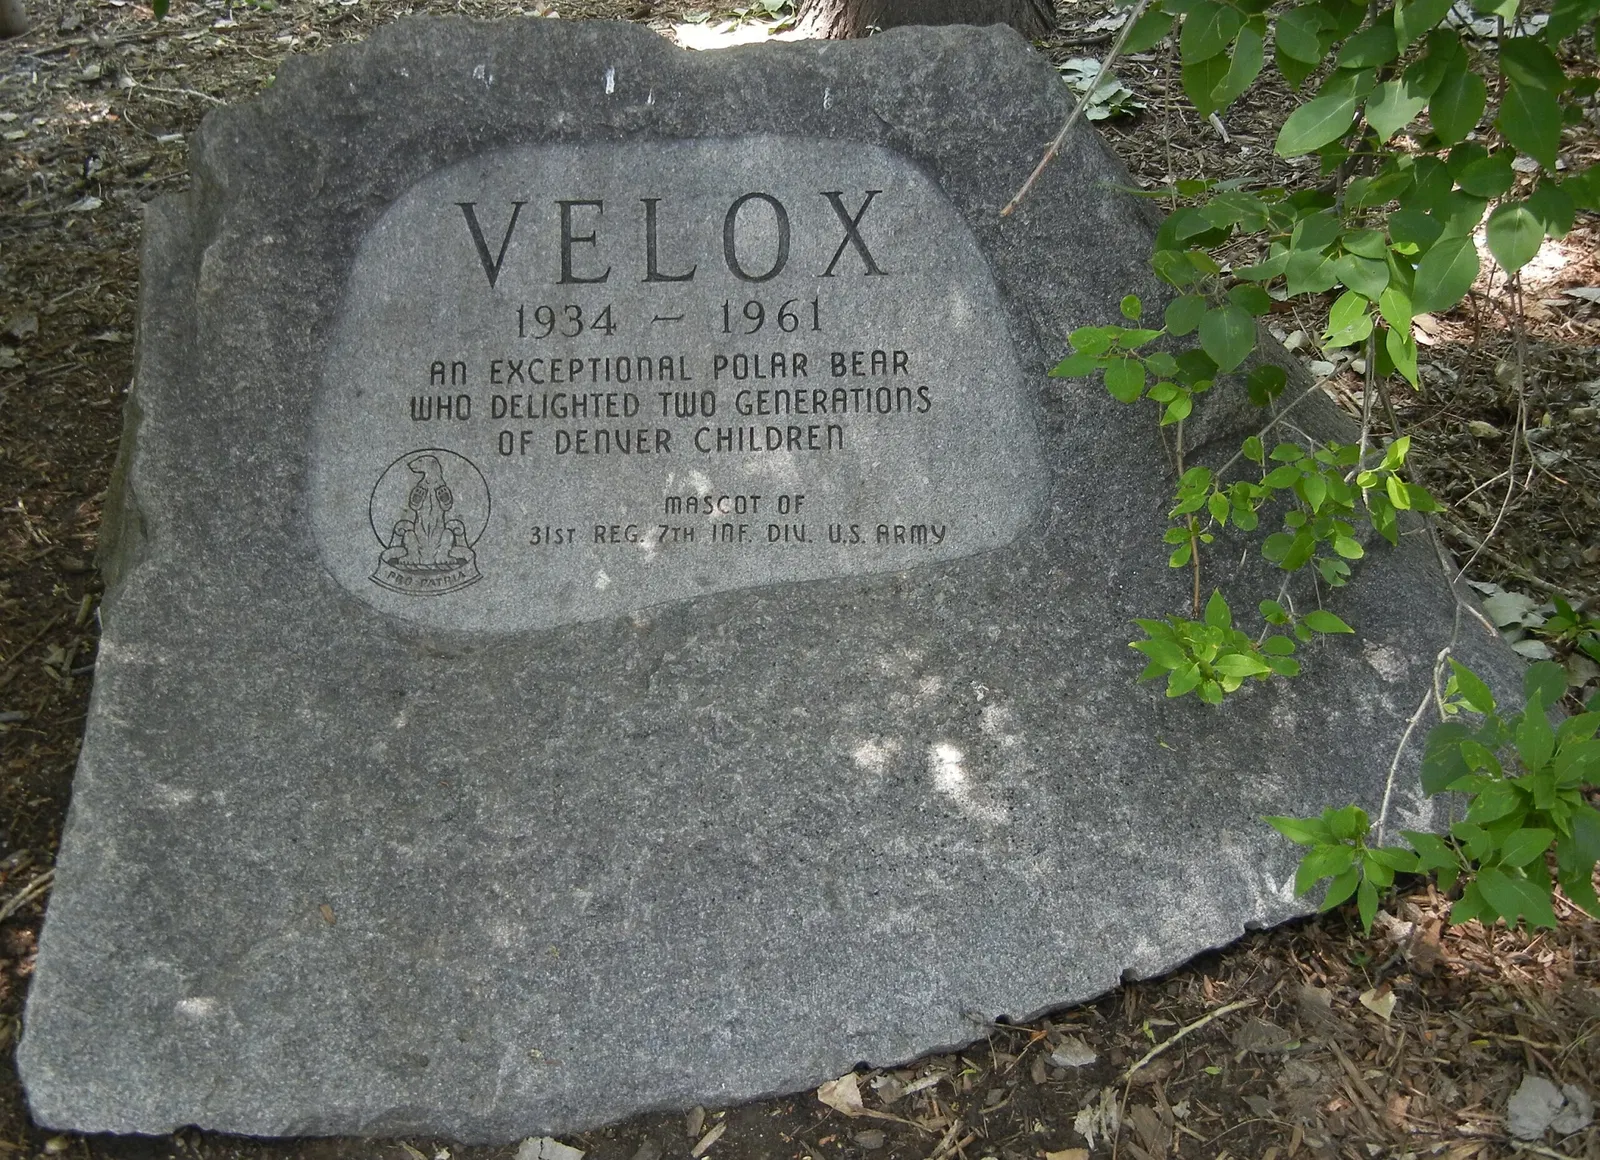 VELOX
1934 – 1961
AN EXCEPTIONAL POLAR BEAR
WHO DELIGHTED TWO GENERATIONS
OF DENVER CHILDREN
MASCOT OF
31ST REG. 7TH INF. DIV. U.S. ARMY
PRO PATRIA